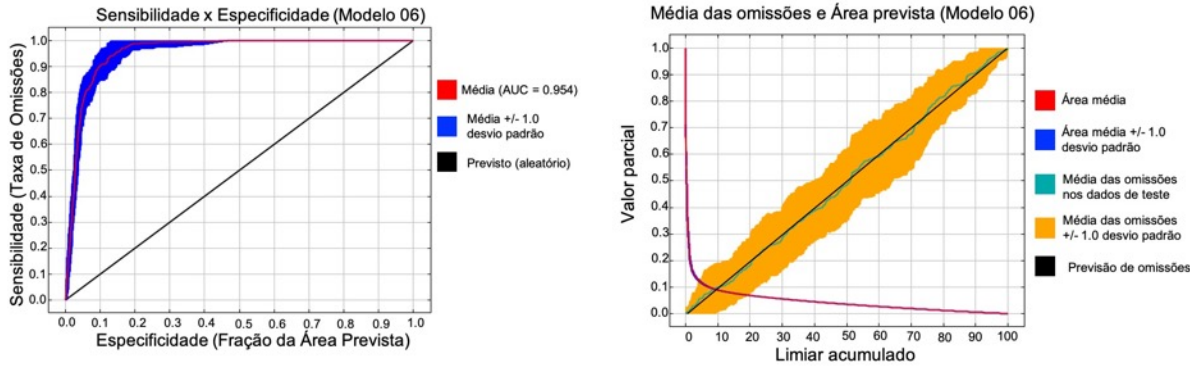 Sensibilidade x Especificidade (Modelo 06)
Sensibilidade (Taxa de Omissões)
1.0
0.9
0.8
0.7
0.6
0.5
0.4
0.3
0.2
0.1
0.0
0.0 0.1 0.2 0.3 0.4 0.5 0.6 0.7 0.8 0.9 1.0
Especificidade (Fração da Área Prevista)
Média (AUC = 0.954)
Média +/- 1.0
desvio padrão
Previsto (aleatório)
Média das omissões e Área prevista (Modelo 06)
Valor parcial
1.0
0.9
0.8
0.7
0.6
0.5
0.4
0.3
0.2
0.1
0.0
0 10 20 30 40 50 60 70 80 90 100
Limiar acumulado
Área média
Área média +/- 1.0
desvio padrão
Média das omissões
nos dados de teste
Média das omissões
+/- 1.0 desvio padrão
Previsão de omissões